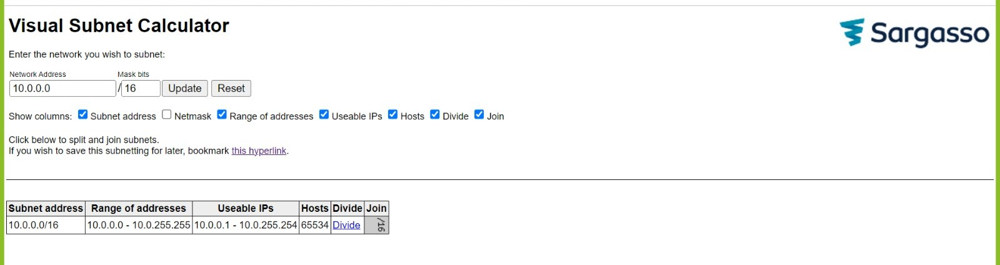 Visual Subnet Calculator
Sargasso
Enter the network you wish to subnet:
Network Address Mask bits
10.0.0.0 / 16 Update Reset
Show columns: Subnet address Netmask Range of addresses Useable IPs Hosts Divide Join
Click below to split and join subnets.
If you wish to save this subnetting for later, bookmark this hyperlink.
Subnet address Range of addresses Useable IPs Hosts Divide Join
10.0.0.0/16 10.0.0.0 - 10.0.255.255 10.0.0.1 - 10.0.255.254 65534 Divide /16